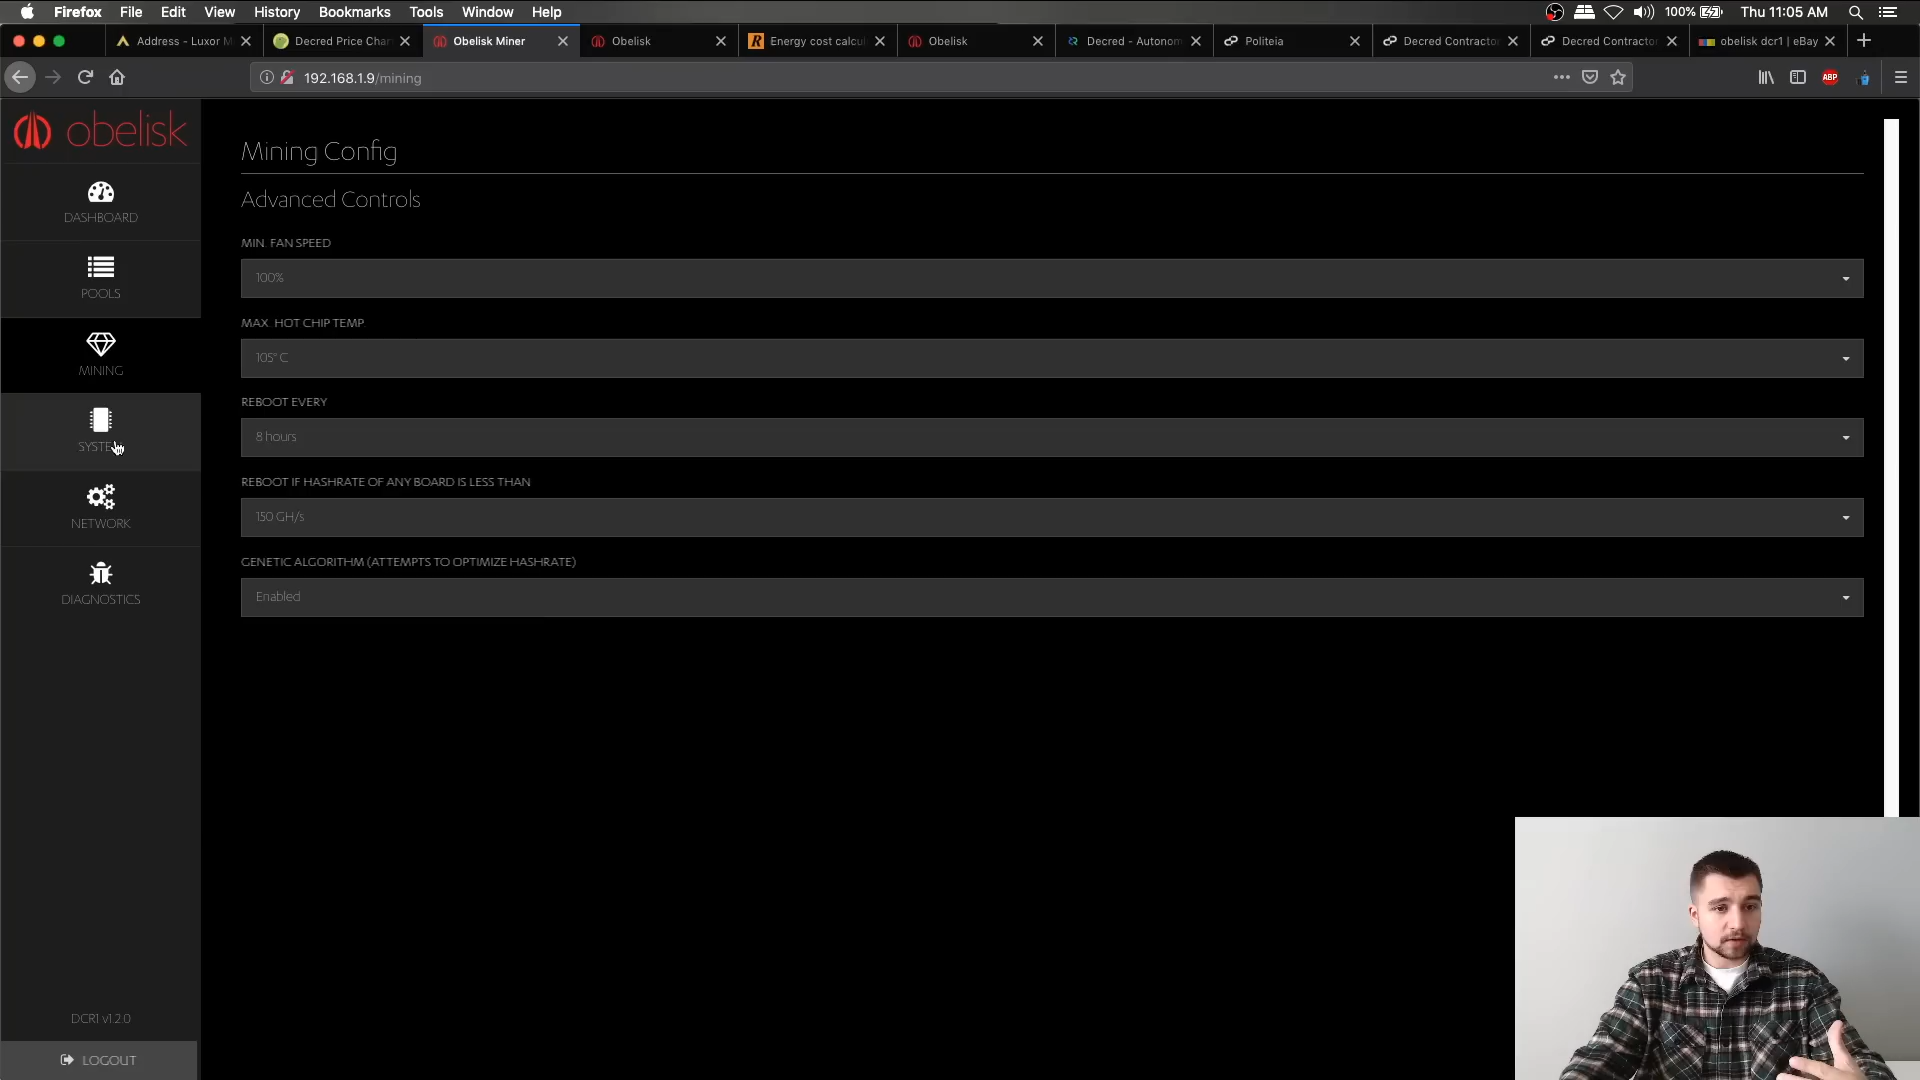 Firefox File Edit View History Bookmarks Tools Window Help 100% Thu 11:05 AM
Address - Luxor M Decred Price Char Obelisk Miner Obelisk Energy cost calcu Obelisk Decred - Autonom Politeia Decred Contracto Decred Contracto obelisk dcr1 | eBay
192.168.1.9/mining ABP
obelisk
DASHBOARD
POOLS
MINING
SYSTE
NETWORK
DIAGNOSTICS
DCR1 v1.2.0
LOGOUT
Mining Config
Advanced Controls
MIN. FAN SPEED
100%
MAX. HOT CHIP TEMP.
105° C
REBOOT EVERY
8 hours
REBOOT IF HASHRATE OF ANY BOARD IS LESS THAN
150 GH/s
GENETIC ALGORITHM (ATTEMPTS TO OPTIMIZE HASHRATE)
Enabled